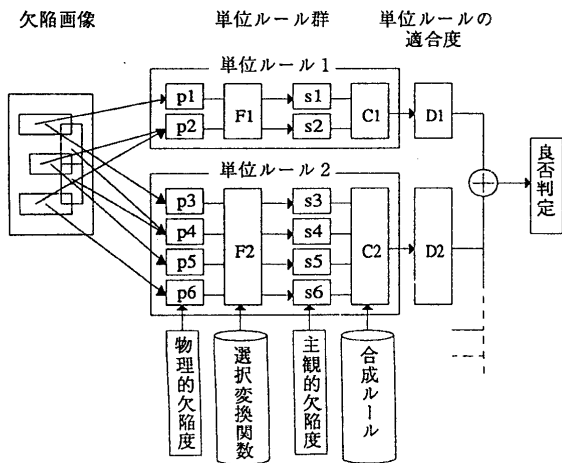 欠陥画像
単位ルール群
単位ルールの
適合度
単位ルール1
p1
p2
F1
s1
s2
C1
D1
単位ルール2
p3
p4
p5
p6
F2
s3
s4
s5
s6
C2
D2
良否判定
物理的欠陥度
選択変換関数
主観的欠陥度
合成ルール